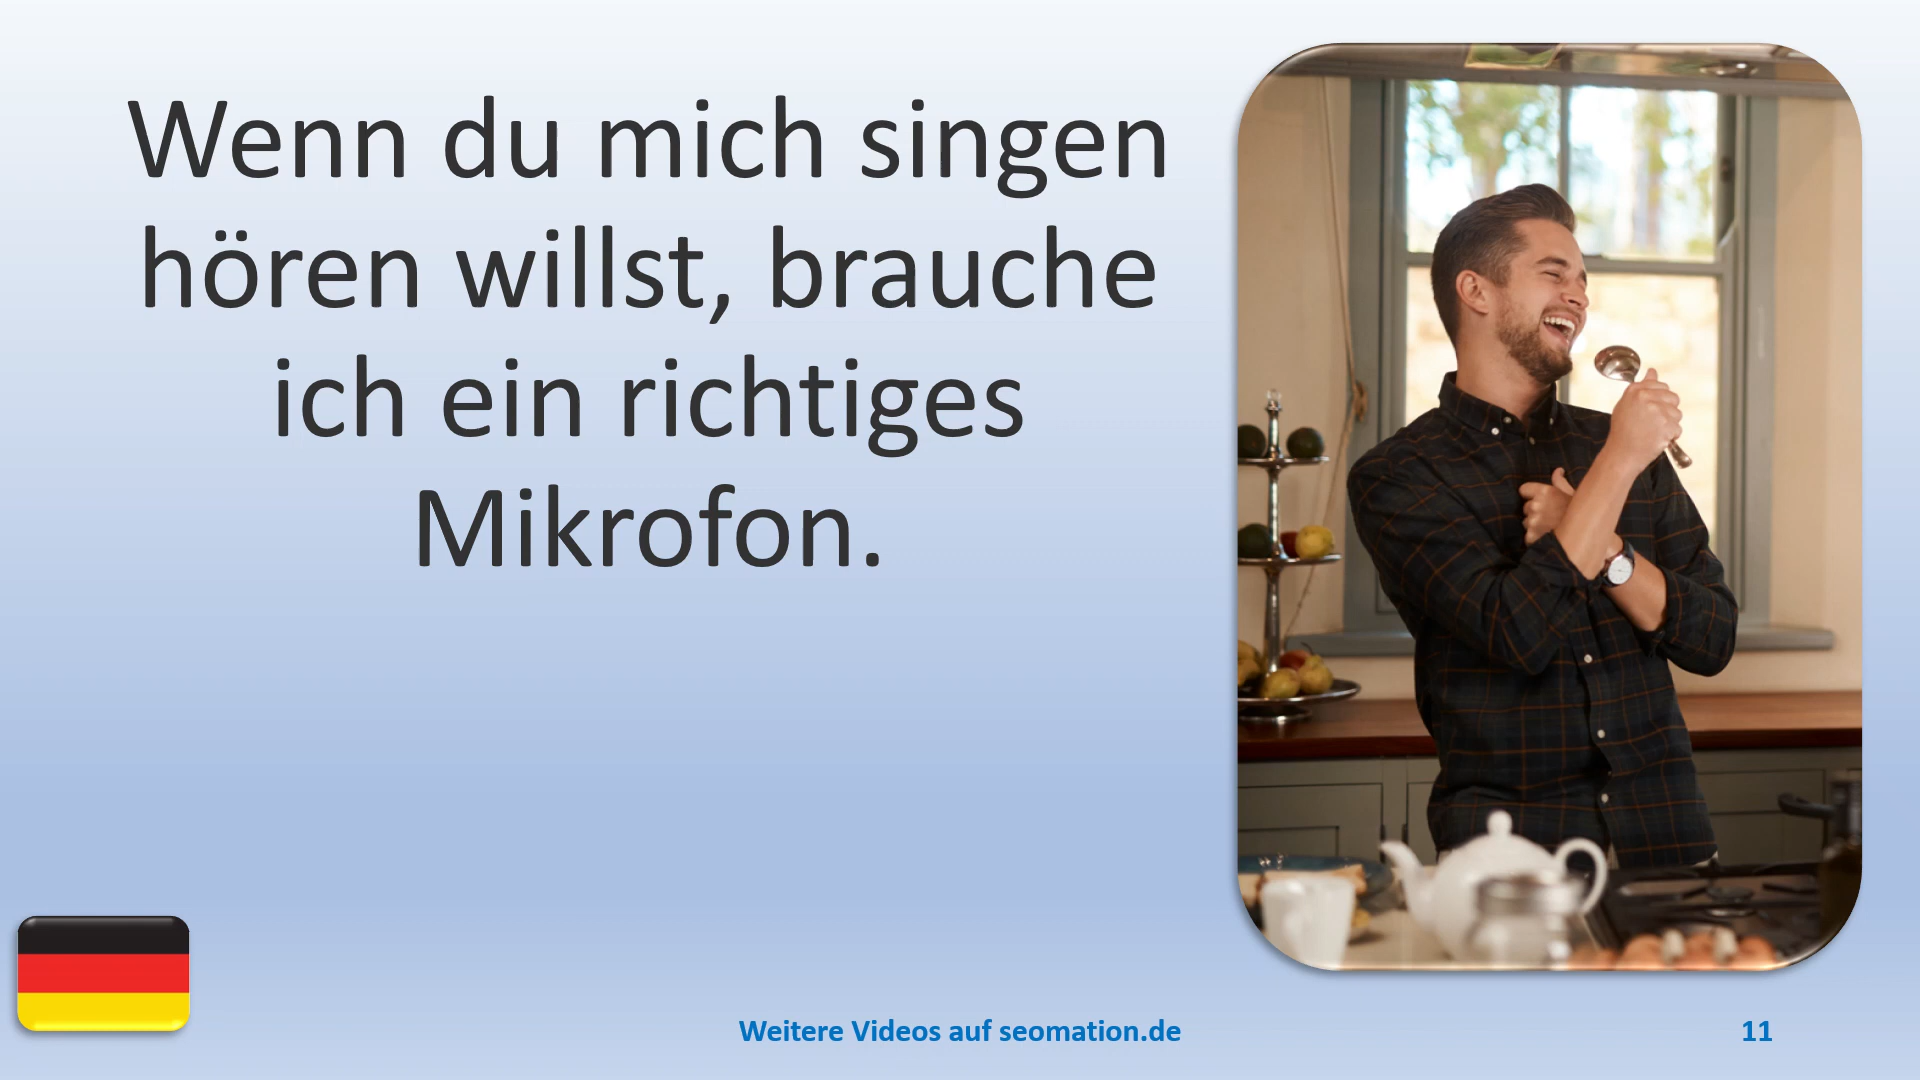 Wenn du mich singen
hören willst, brauche
ich ein richtiges
Mikrofon.
Weitere Videos auf seomation.de
11